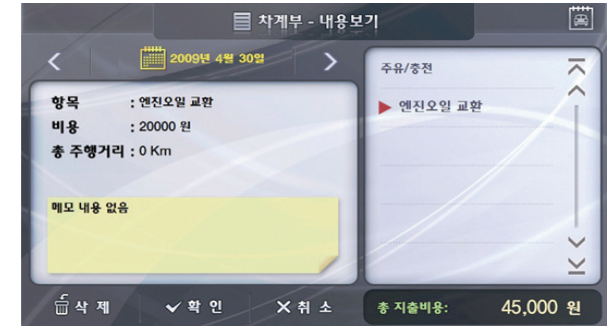 차계부 - 내용보기
2009년 4월 30일
항목 : 엔진오일 교환
비용 : 20000 원
총 주행거리 : 0 Km
메모 내용 없음
삭 제
확 인
취 소
주유/충전
엔진오일 교환
총 지출비용: 45,000 원